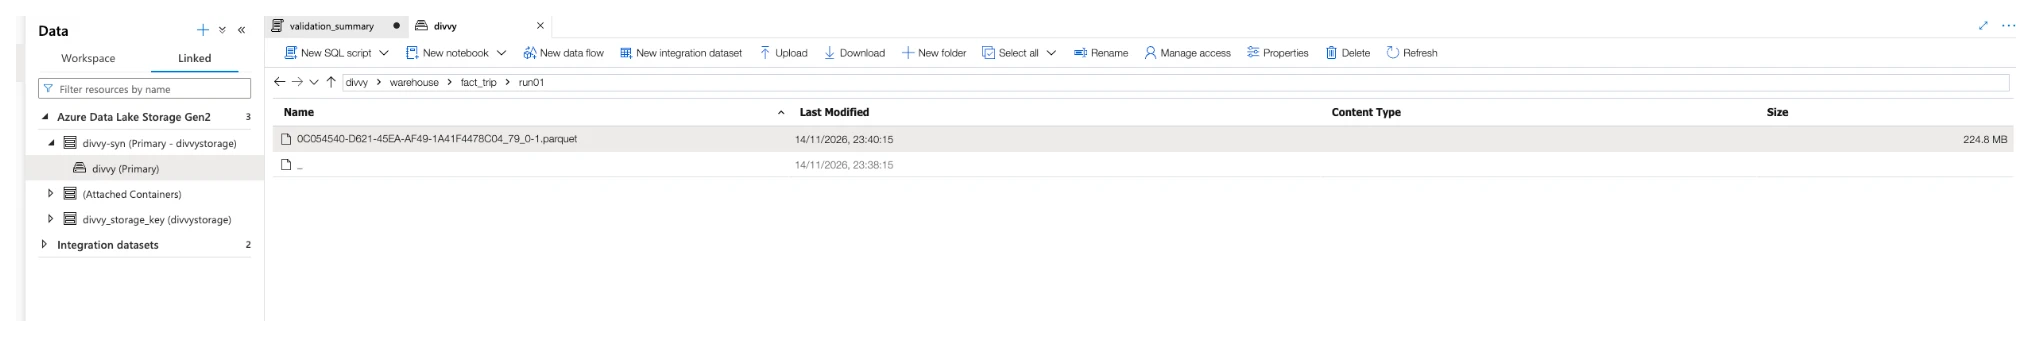 Data
Workspace Linked
Filter resources by name
Azure Data Lake Storage Gen2 3
divvy-syn (Primary - divvystorage)
divvy (Primary)
(Attached Containers)
divvy_storage_key (divvystorage)
Integration datasets 2
validation_summary divvy
New SQL script New notebook New data flow New integration dataset Upload Download New folder Select all Rename Manage access Properties Delete Refresh
divvy > warehouse > fact_trip > run01
Name Last Modified Content Type Size
0C054540-D621-45EA-AF49-1A41F4478C04_79_0-1.parquet 14/11/2026, 23:40:15 224.8 MB
_ 14/11/2026, 23:38:15